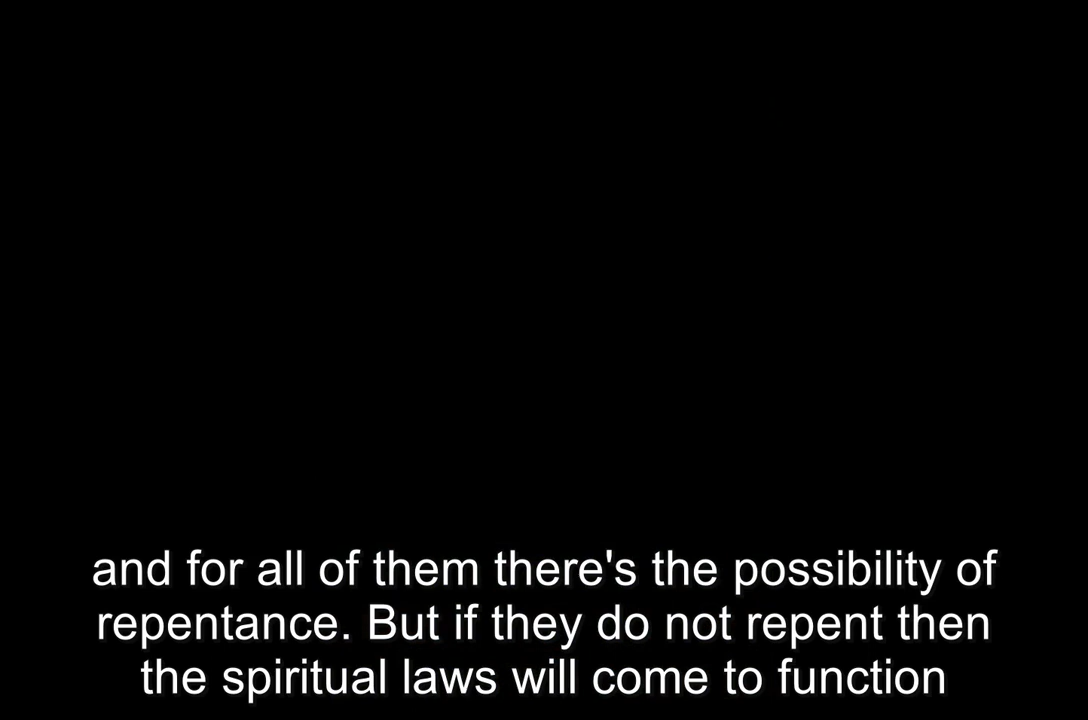 and for all of them there's the possibility of
repentance. But if they do not repent then
the spiritual laws will come to function